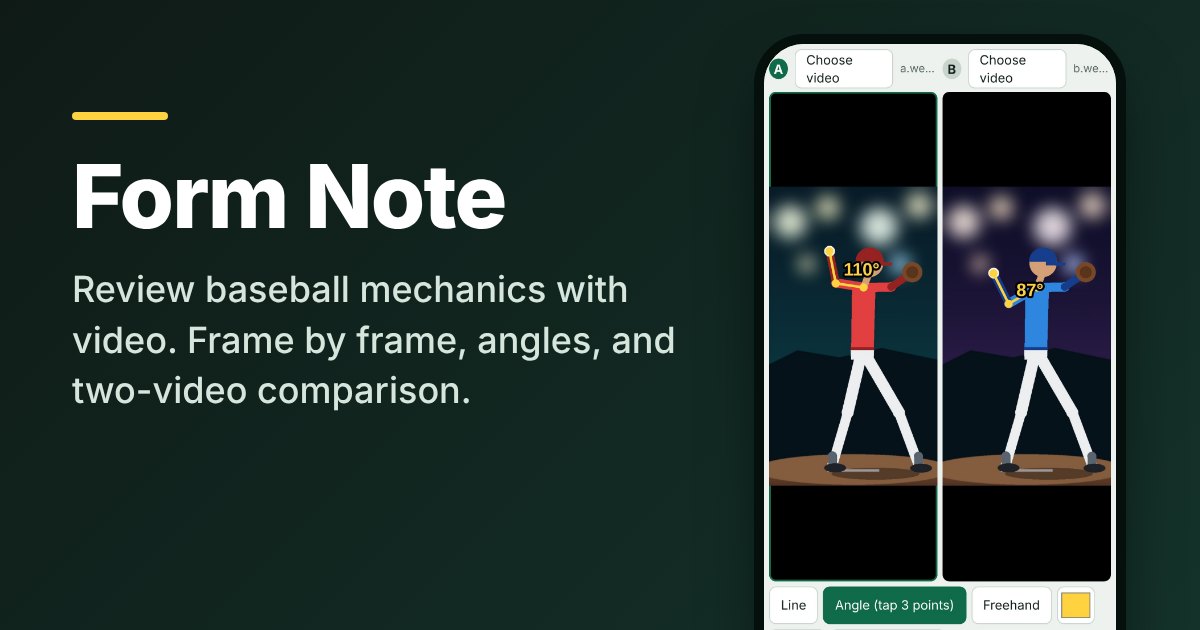 Form Note
Review baseball mechanics with
video. Frame by frame, angles, and
two-video comparison.
A
Choose
video
a.we...
B
Choose
video
b.we...
110°
87°
Line
Angle (tap 3 points)
Freehand